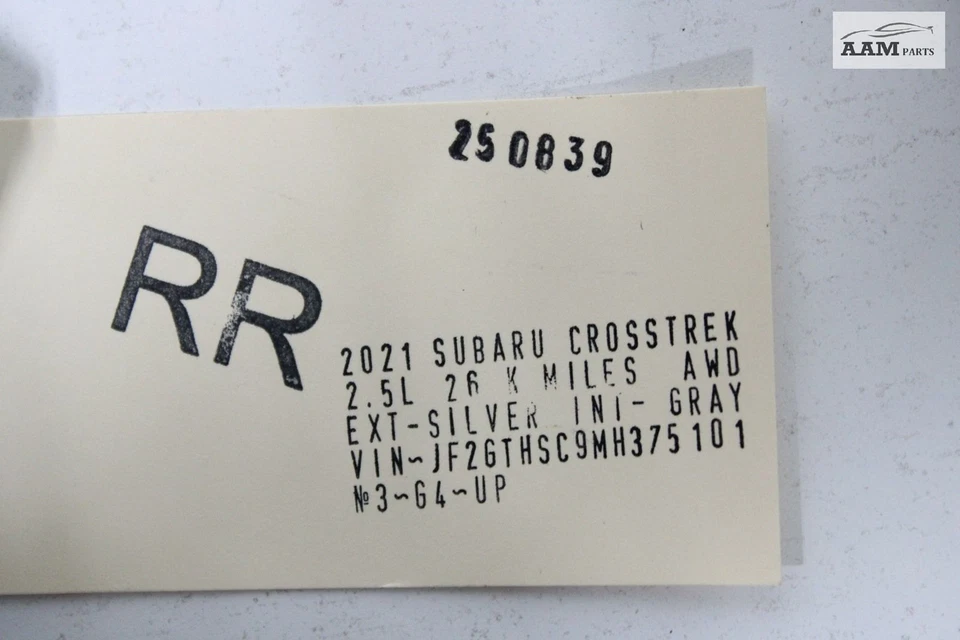 AAM PARTS
250839
RR
2021 SUBARU CROSSTREK
2.5L 26 K MILES AWD
EXT-SILVER INT- GRAY
VIN~JF2GTHSC9MH375101
№3~G4~UP